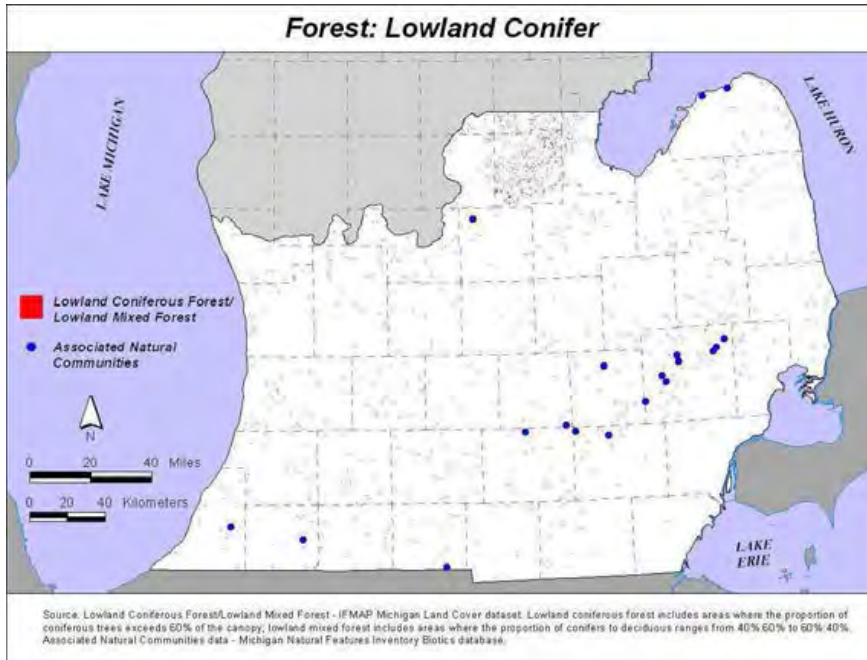 Forest: Lowland Conifer
LAKE MICHIGAN
LAKE HURON
Lowland Coniferous Forest/
Lowland Mixed Forest
Associated Natural
Communities
N
0 20 40 Miles
0 20 40 Kilometers
LAKE
ERIE
Source: Lowland Coniferous Forest/Lowland Mixed Forest - IFMAP Michigan Land Cover dataset. Lowland coniferous forest includes areas where the proportion of
coniferous trees exceeds 60% of the canopy; lowland mixed forest includes areas where the proportion of conifers to deciduous ranges from 40%:60% to 60%:40%.
Associated Natural Communities data - Michigan Natural Features Inventory Biotics database.